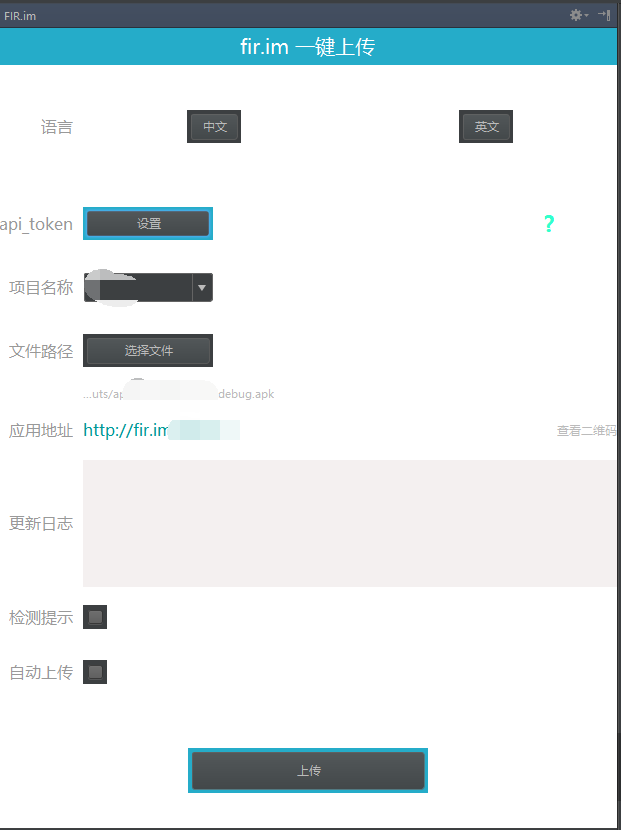 FIR.im
fir.im 一键上传
语言 中文 英文
api_token 设置 ?
项目名称
文件路径 选择文件
...uts/ap debug.apk
应用地址 http://fir.im 查看二维码
更新日志
检测提示
自动上传
上传